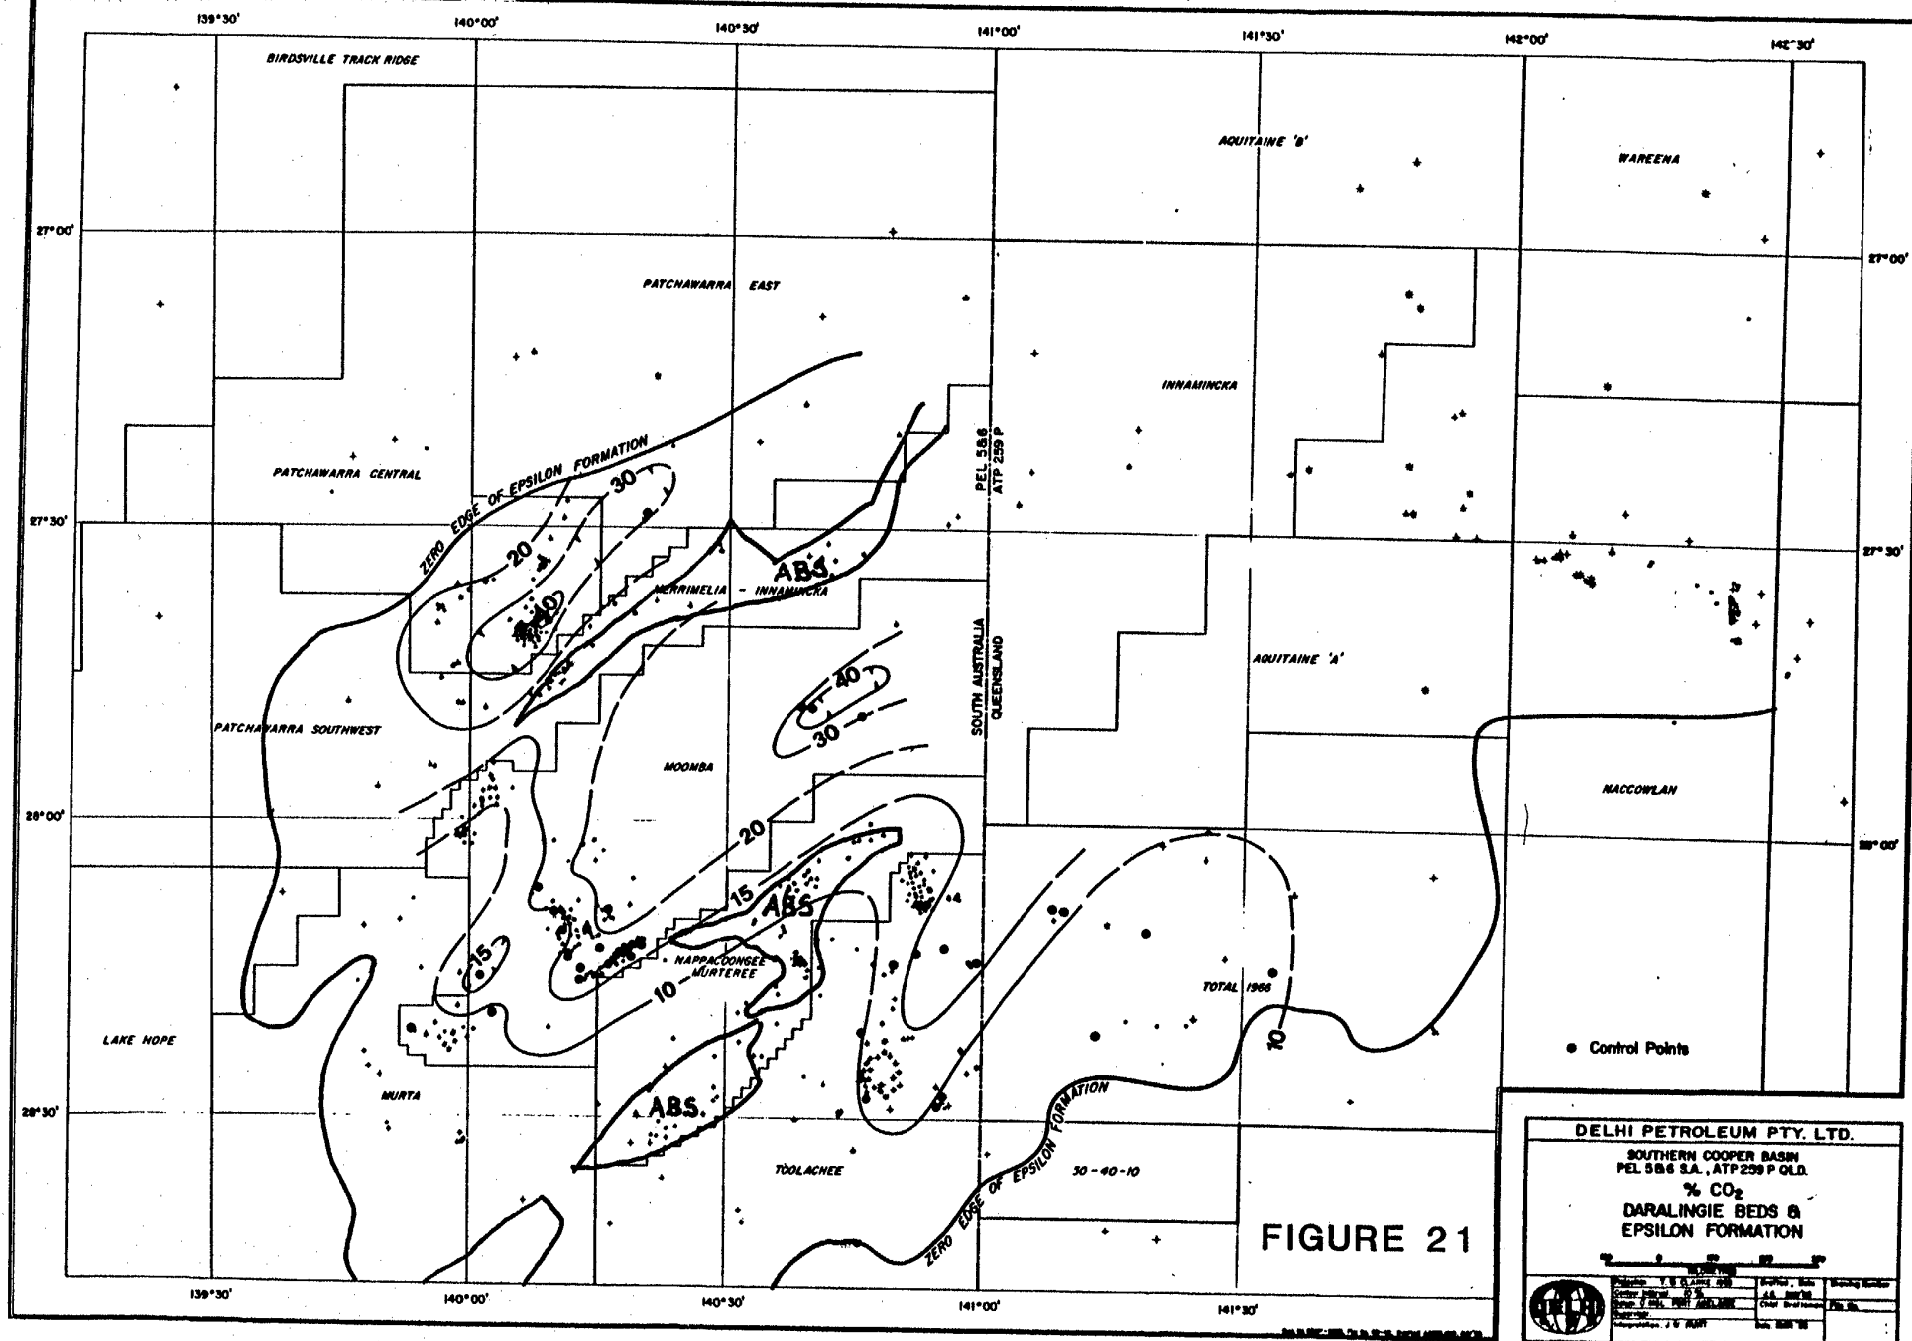 139°30'
140°00'
140°30'
141°00'
141°30'
142°00'
142°30'
BIRDSVILLE TRACK RIDGE
AQUITAINE 'B'
WAREENA
27°00'
27°00'
PATCHAWARRA EAST
INNAMINCKA
PEL 5&6
ATP 259 P
ZERO EDGE OF EPSILON FORMATION
PATCHAWARRA CENTRAL
30
27°30'
27°30'
20
A.B.S.
MERRIMELIA - INNAMINCKA
40
SOUTH AUSTRALIA
QUEENSLAND
AQUITAINE 'A'
40
30
PATCHAWARRA SOUTHWEST
MOOMBA
NACCOWLAH
28°00'
28°00'
20
15
A.B.S
15
NAPPACOONGEE
MURTEREE
10
TOTAL 1966
10
LAKE HOPE
Control Points
MURTA
28°30'
A.B.S.
ZERO EDGE OF EPSILON FORMATION
TOOLACHEE
30-40-10
FIGURE 21
139°30'
140°00'
140°30'
141°00'
141°30'
DELHI PETROLEUM PTY. LTD.
SOUTHERN COOPER BASIN
PEL 5&6 S.A., ATP 259 P QLD.
% CO2
DARALINGIE BEDS &
EPSILON FORMATION